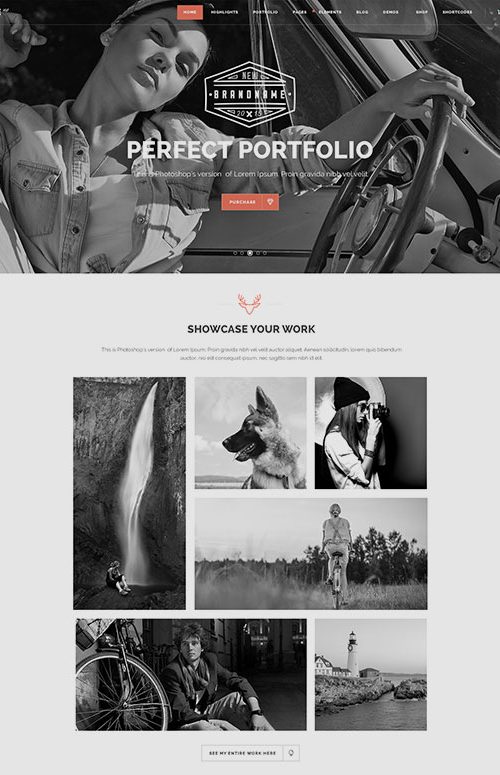 HOME HIGHLIGHTS PORTFOLIO PAGES ELEMENTS BLOG DEMOS SHOP SHORTCODES
NEW
BRANDNAME
20 15
PERFECT PORTFOLIO
This is Photoshop's version of Lorem Ipsum. Proin gravida nibh vel velit
PURCHASE
SHOWCASE YOUR WORK
This is Photoshop's version of Lorem Ipsum. Proin gravida nibh vel velit auctor aliquet. Aenean sollicitudin, lorem quis bibendum
auctor, nisi elit consequat ipsum, nec sagittis sem nibh id elit.
SEE MY ENTIRE WORK HERE